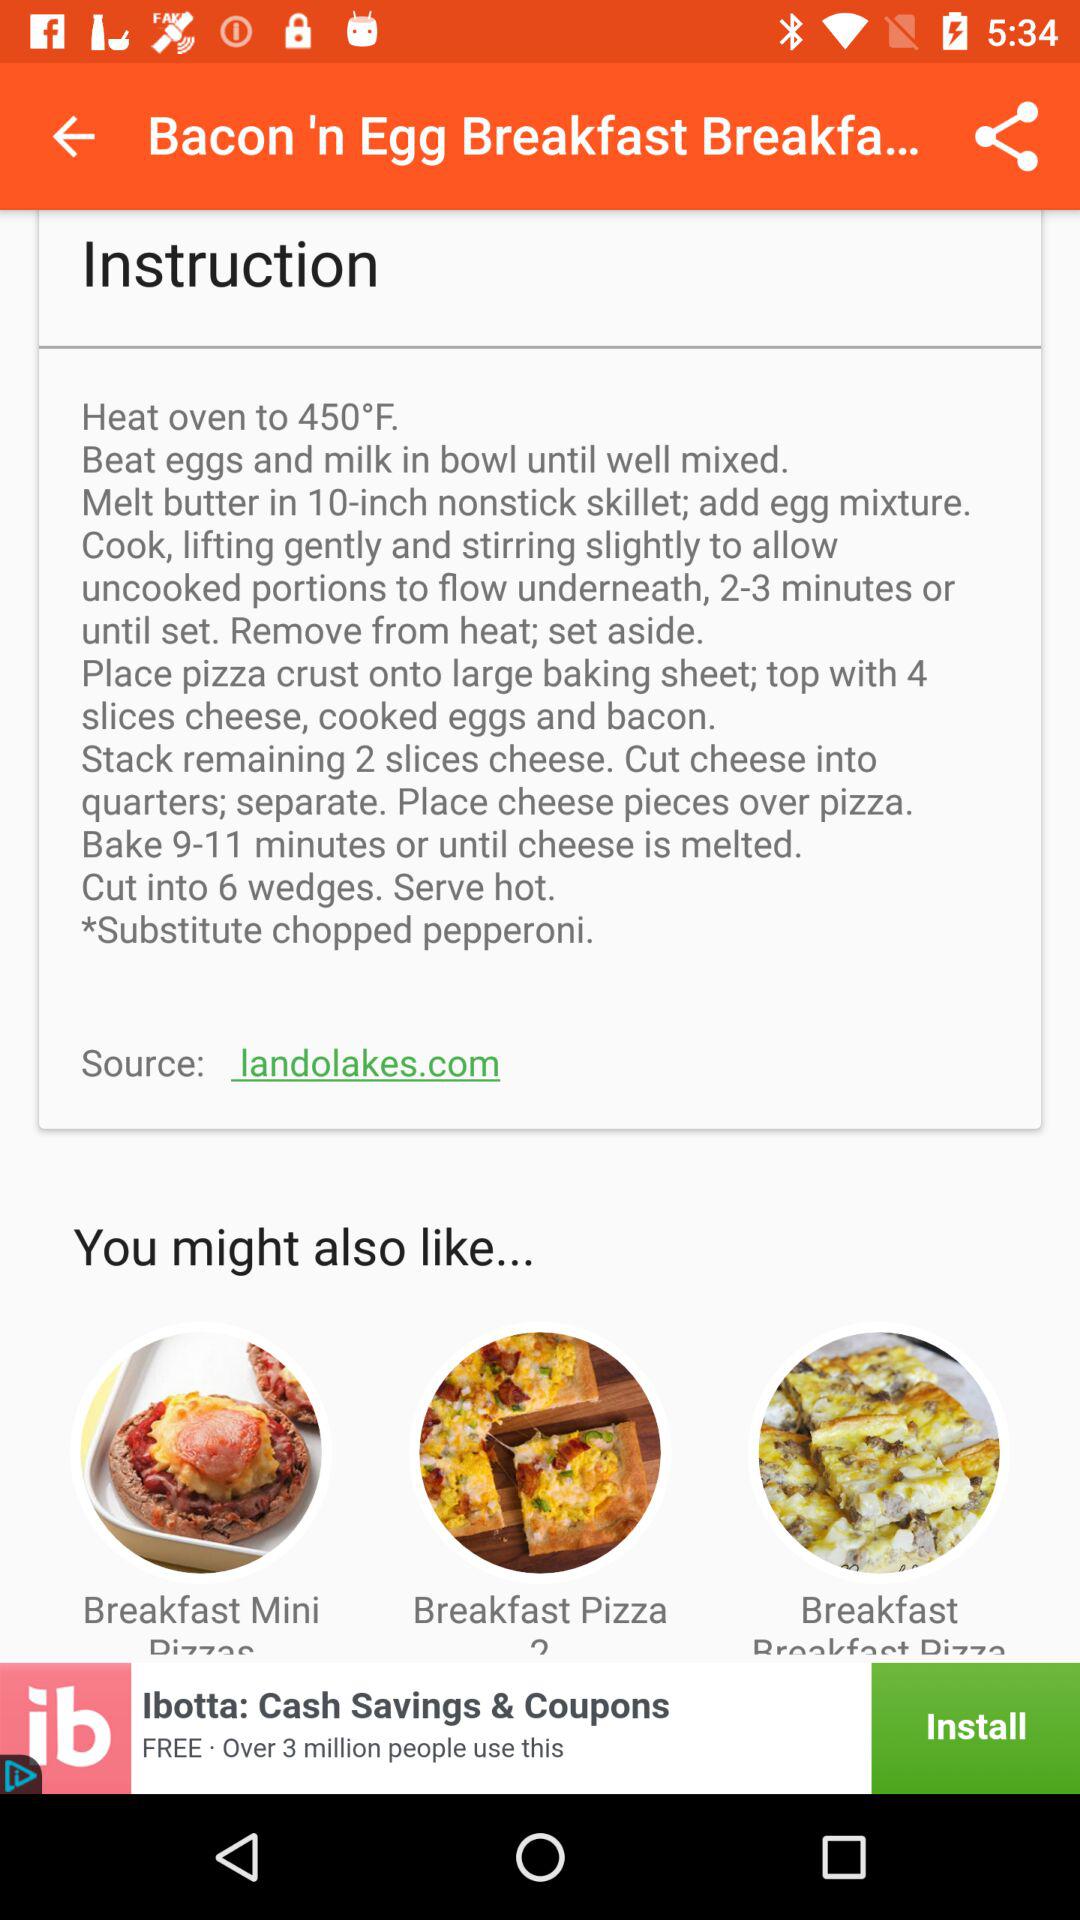 FAKE
5:34
Bacon 'n Egg Breakfast Breakfa...
Instruction
Heat oven to 450°F.
Beat eggs and milk in bowl until well mixed.
Melt butter in 10-inch nonstick skillet; add egg mixture.
Cook, lifting gently and stirring slightly to allow
uncooked portions to flow underneath, 2-3 minutes or
until set. Remove from heat; set aside.
Place pizza crust onto large baking sheet; top with 4
slices cheese, cooked eggs and bacon.
Stack remaining 2 slices cheese. Cut cheese into
quarters; separate. Place cheese pieces over pizza.
Bake 9-11 minutes or until cheese is melted.
Cut into 6 wedges. Serve hot.
*Substitute chopped pepperoni.
Source: landolakes.com
You might also like...
Breakfast Mini
Pizzas
Breakfast Pizza
2
Breakfast
Breakfast Pizza
ib
Ibotta: Cash Savings & Coupons
FREE · Over 3 million people use this
Install